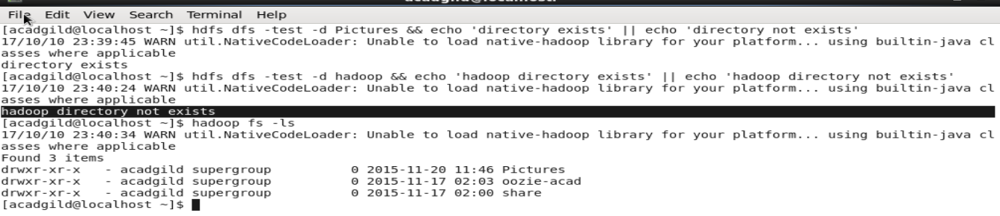 acadgild@localhost:
File Edit View Search Terminal Help
[acadgild@localhost ~]$ hdfs dfs -test -d Pictures && echo 'directory exists' || echo 'directory not exists'
17/10/10 23:39:45 WARN util.NativeCodeLoader: Unable to load native-hadoop library for your platform... using builtin-java cl
asses where applicable
directory exists
[acadgild@localhost ~]$ hdfs dfs -test -d hadoop && echo 'hadoop directory exists' || echo 'hadoop directory not exists'
17/10/10 23:40:24 WARN util.NativeCodeLoader: Unable to load native-hadoop library for your platform... using builtin-java cl
asses where applicable
hadoop directory not exists
[acadgild@localhost ~]$ hadoop fs -ls
17/10/10 23:40:34 WARN util.NativeCodeLoader: Unable to load native-hadoop library for your platform... using builtin-java cl
asses where applicable
Found 3 items
drwxr-xr-x   - acadgild supergroup          0 2015-11-20 11:46 Pictures
drwxr-xr-x   - acadgild supergroup          0 2015-11-17 02:03 oozie-acad
drwxr-xr-x   - acadgild supergroup          0 2015-11-17 02:00 share
[acadgild@localhost ~]$